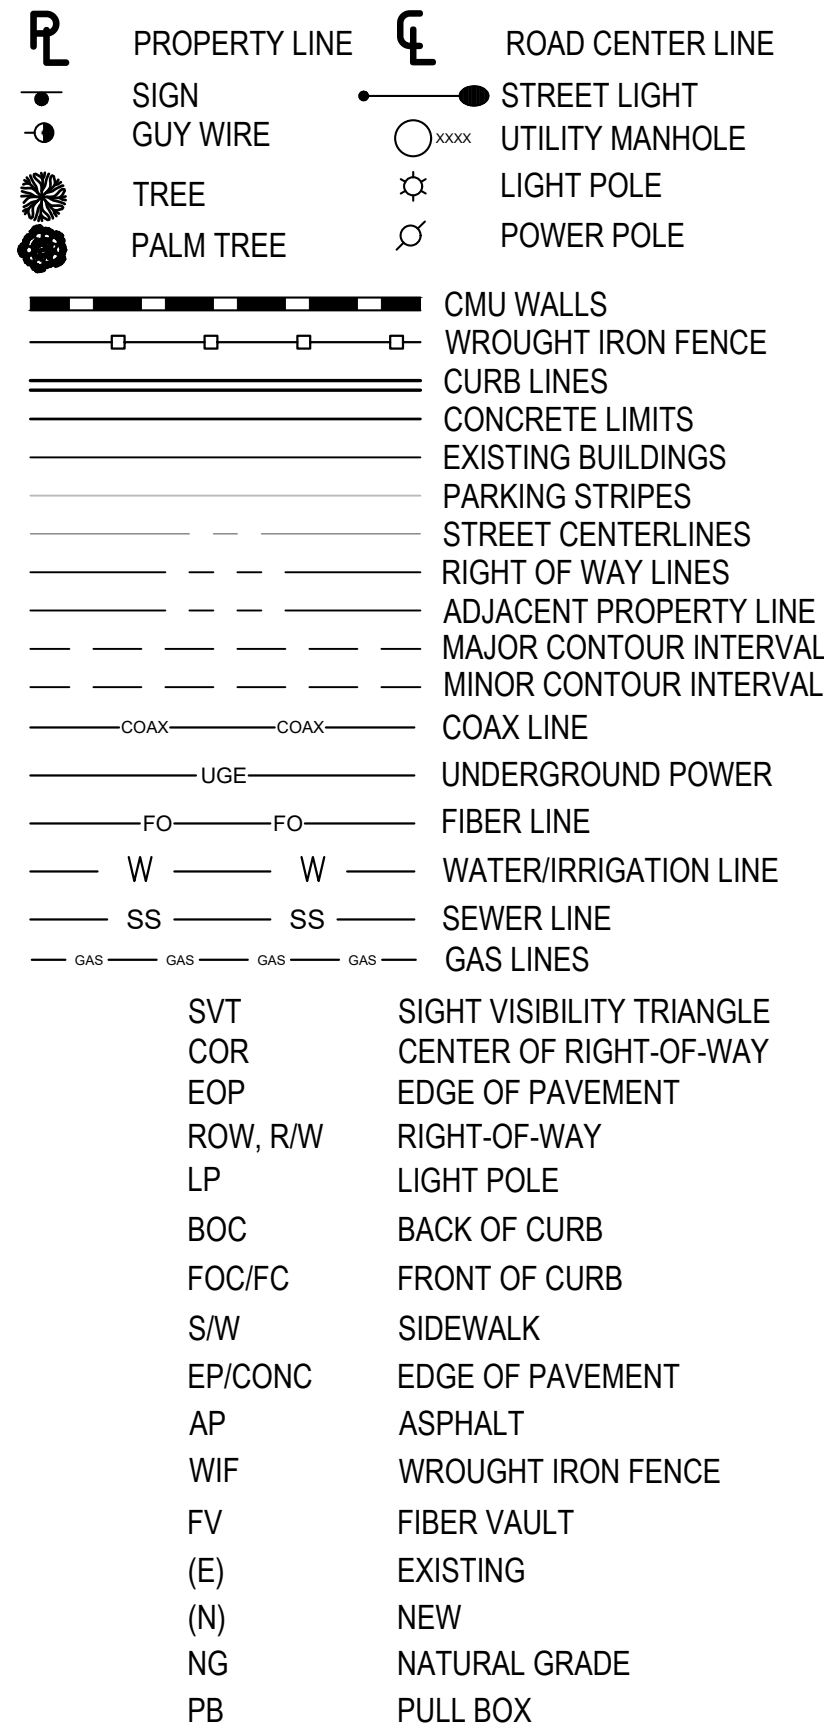 PL PROPERTY LINE CL ROAD CENTER LINE
SIGN STREET LIGHT
GUY WIRE XXXX UTILITY MANHOLE
TREE LIGHT POLE
PALM TREE POWER POLE
CMU WALLS
WROUGHT IRON FENCE
CURB LINES
CONCRETE LIMITS
EXISTING BUILDINGS
PARKING STRIPES
STREET CENTERLINES
RIGHT OF WAY LINES
ADJACENT PROPERTY LINE
MAJOR CONTOUR INTERVAL
MINOR CONTOUR INTERVAL
COAX COAX COAX LINE
UGE UNDERGROUND POWER
FO FO FIBER LINE
W W WATER/IRRIGATION LINE
SS SS SEWER LINE
GAS GAS GAS GAS GAS LINES
SVT SIGHT VISIBILITY TRIANGLE
COR CENTER OF RIGHT-OF-WAY
EOP EDGE OF PAVEMENT
ROW, R/W RIGHT-OF-WAY
LP LIGHT POLE
BOC BACK OF CURB
FOC/FC FRONT OF CURB
S/W SIDEWALK
EP/CONC EDGE OF PAVEMENT
AP ASPHALT
WIF WROUGHT IRON FENCE
FV FIBER VAULT
(E) EXISTING
(N) NEW
NG NATURAL GRADE
PB PULL BOX